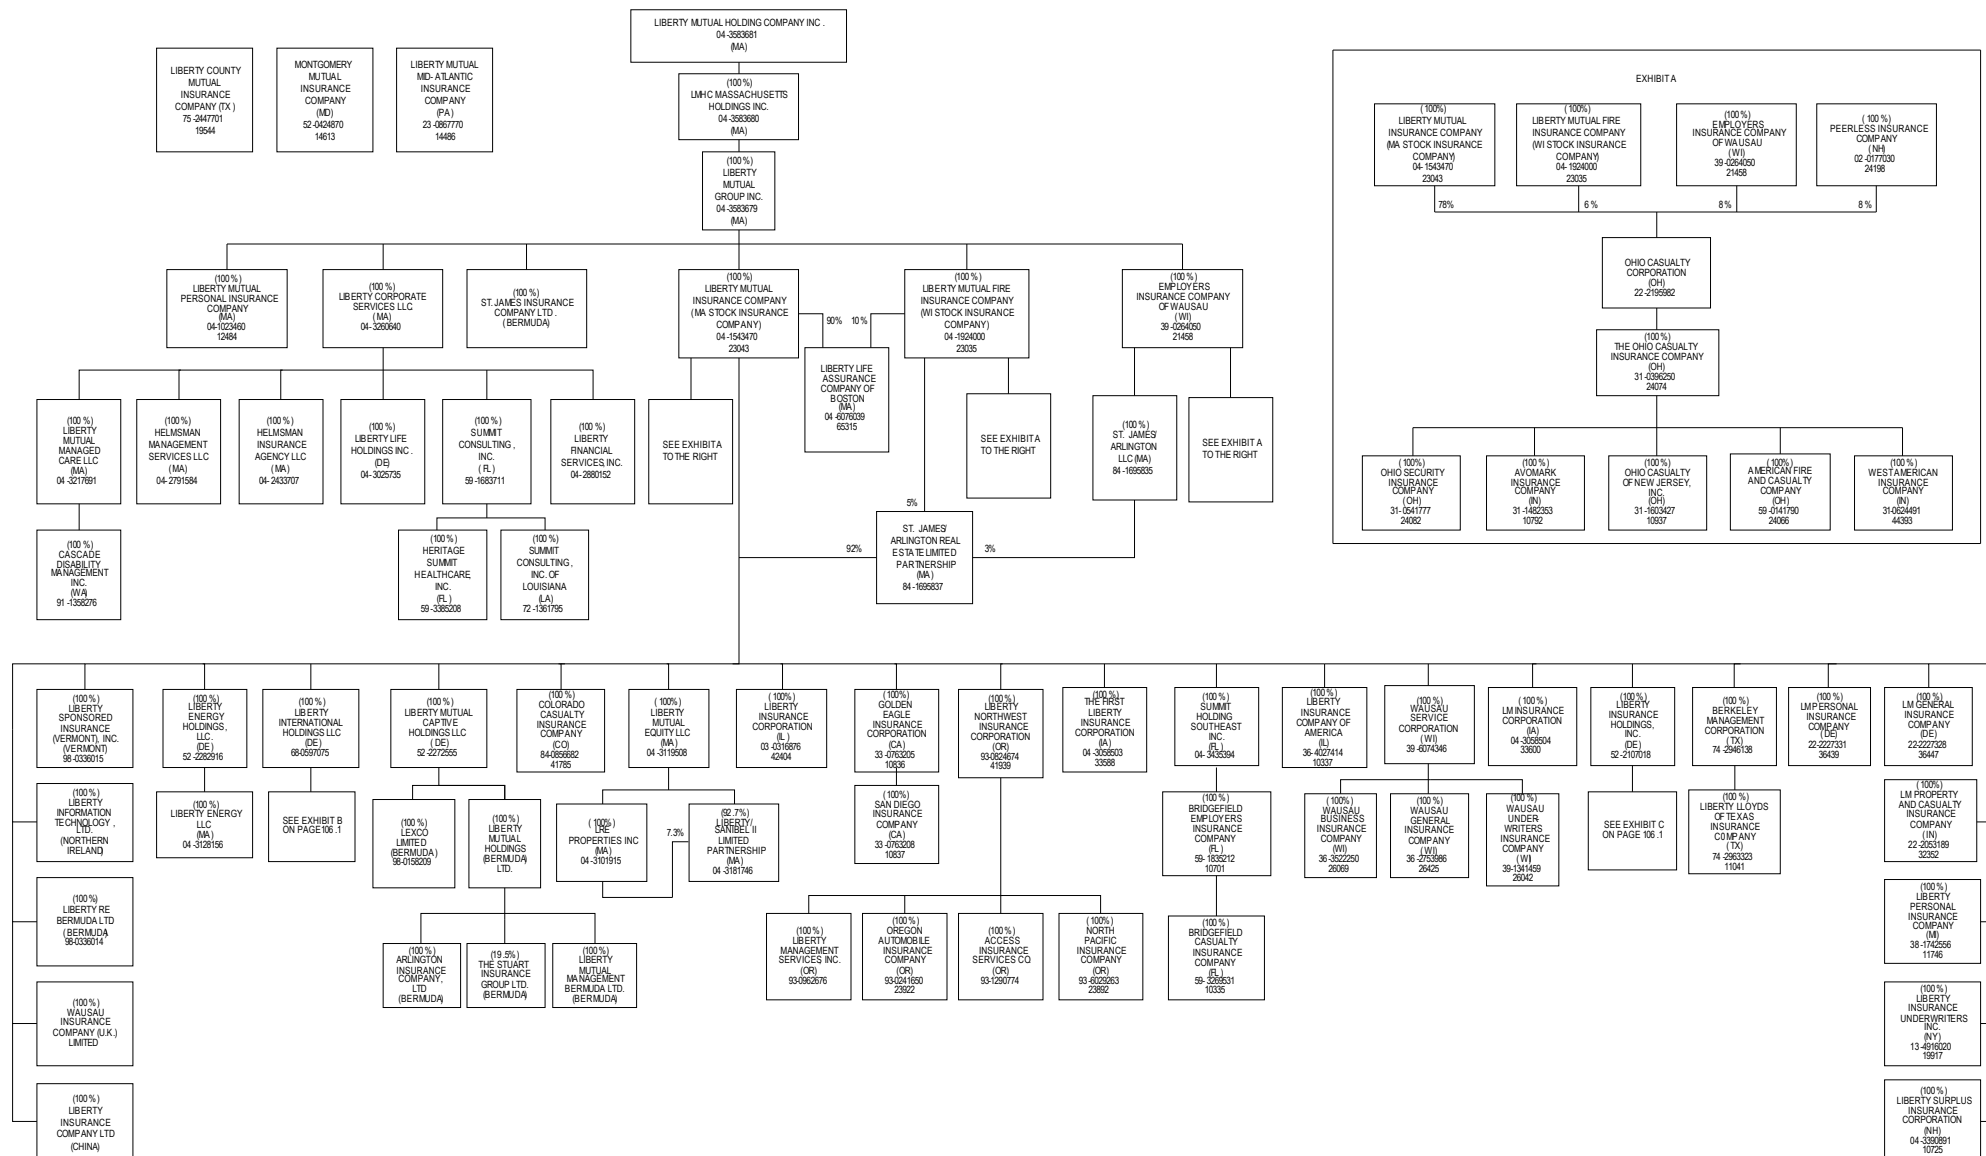 LIBERTY MUTUAL HOLDING COMPANY INC .
04 -3583681
(MA)
LIBERTY COUNTY
MUTUAL
INSURANCE
COMPANY (TX )
75 -2447701
19544
MONTGOMERY
MUTUAL
INSURANCE
COMPANY
(MD)
52 -0424870
14613
LIBERTY MUTUAL
MID- ATLANTIC
INSURANCE
COMPANY
(PA)
23 -0867770
14486
(100 %)
LMHC MASSACHUSETTS
HOLDINGS INC.
04 -3583680
(MA)
(100 %)
LIBERTY
MUTUAL
GROUP INC.
04 -3583679
(MA)
(100 %)
LIBERTY MUTUAL
PERSONAL INSURANCE
COMPANY
(MA)
04-1023460
12484
(100 %)
LIBERTY CORPORATE
SERVICES LLC
(MA)
04- 3260640
(100 %)
ST. JAMES INSURANCE
COMPANY LTD .
(BERMUDA)
(100 %)
LIBERTY MUTUAL
INSURANCE COMPANY
(MA STOCK INSURANCE
COMPANY)
04-1543470
23043
90%
10 %
(100 %)
LIBERTY MUTUAL FIRE
INSURANCE COMPANY
(WI STOCK INSURANCE
COMPANY)
04 -1924000
23035
(100 %)
EMPLOYERS
INSURANCE COMPANY
OF WAUSAU
( WI)
39 -0264050
21458
LIBERTY LIFE
ASSURANCE
COMPANY OF
BOSTON
(MA)
04 -6076039
65315
(100 %)
LIBERTY
MUTUAL
MANAGED
CARE LLC
(MA)
04 -3217691
(100 %)
HELMSMAN
MANAGEMENT
SERVICES LLC
(MA)
04- 2791584
(100 %)
HELMSMAN
INSURANCE
AGENCY LLC
( MA)
04- 2433707
(100 %)
LIBERTY LIFE
HOLDINGS INC .
(DE)
04 -3025735
(100 %)
SUMMIT
CONSULTING ,
INC.
( FL)
59 -1683711
(100 %)
LIBERTY
FINANCIAL
SERVICES, INC.
04- 2880152
SEE EXHIBIT A
TO THE RIGHT
SEE EXHIBIT A
TO THE RIGHT
(100 %)
ST. JAMES/
ARLINGTON
LLC (MA)
84 -1695835
SEE EXHIBIT A
TO THE RIGHT
(100 %)
CASCADE
DISABILITY
MANAGEMENT
INC.
(WA)
91 -1358276
(100 %)
HERITAGE
SUMMIT
HEALTHCARE,
INC.
(FL )
59 -3385208
(100 %)
SUMMIT
CONSULTING ,
INC. OF
LOUISIANA
(LA)
72 -1361795
5%
92%
ST. JAMES/
ARLINGTON REAL
ESTATE LIMITED
PARTNERSHIP
(MA)
84 -1695837
3%
EXHIBIT A
( 100%)
LIBERTY MUTUAL
INSURANCE COMPANY
(MA STOCK INSURANCE
COMPANY)
04- 1543470
23043
( 100%)
LIBERTY MUTUAL FIRE
INSURANCE COMPANY
(WI STOCK INSURANCE
COMPANY)
04- 1924000
23035
(100 %)
EMPLOYERS
INSURANCE COMPANY
OF WAUSAU
( WI)
39 -0264050
21458
( 100 %)
PEERLESS INSURANCE
COMPANY
( NH)
02 -0177030
24198
78%
6 %
8 %
8 %
OHIO CASUALTY
CORPORATION
(OH)
22 -2195982
(100 %)
THE OHIO CASUALTY
INSURANCE COMPANY
(OH)
31 -0396250
24074
(100%)
OHIO SECURITY
INSURANCE
COMPANY
(OH)
31- 0541777
24082
(100 %)
AVOMARK
INSURANCE
COMPANY
(IN)
31 -1482353
10792
(100%)
OHIO CASUALTY
OF NEW JERSEY,
INC.
(OH)
31 -1603427
10937
(100%)
AMERICAN FIRE
AND CASUALTY
COMPANY
(OH)
59 -0141790
24066
(100 %)
WEST AMERICAN
INSURANCE
COMPANY
(IN)
31-0624491
44393
(100 %)
LIBERTY
SPONSORED
INSURANCE
(VERMONT), INC.
(VERMONT)
98-0336015
(100 %)
LIBERTY
ENERGY
HOLDINGS,
LLC.
(DE)
52 -2282916
(100 %)
LIBERTY
INTERNATIONAL
HOLDINGS LLC
(DE)
68-0597075
(100 %)
LIBERTY MUTUAL
CAPTIVE
HOLDINGS LLC
( DE)
52 -2272555
(100 %)
COLORADO
CASUALTY
INSURANCE
COMPANY
(CO)
84-0856682
41785
( 100%)
LIBERTY
MUTUAL
EQUITY LLC
(MA)
04 -3119508
( 100%)
LIBERTY
INSURANCE
CORPORATION
(IL )
03 -0316876
42404
(100 %)
GOLDEN
EAGLE
INSURANCE
CORPORATION
(CA)
33 -0763205
10836
(100 %)
LIBERTY
NORTHWEST
INSURANCE
CORPORATION
(OR)
93-0824674
41939
(100 %)
THE FIRST
LIBERTY
INSURANCE
CORPORATION
(IA)
04 -3058503
33588
(100 %)
SUMMIT
HOLDING
SOUTHEAST
INC.
(FL )
04- 3435394
(100 %)
LIBERTY
INSURANCE
COMPANY OF
AMERICA
(IL)
36- 4027414
10337
(100%)
WAUSAU
SERVICE
CORPORATION
( WI)
39 -6074346
( 100 %)
LM INSURANCE
CORPORATION
(IA)
04 -3058504
33600
(100 %)
LIBERTY
INSURANCE
HOLDINGS,
INC.
(DE)
52 -2107018
(100 %)
BERKELEY
MANAGEMENT
CORPORATION
( TX)
74 -2946138
( 100%)
LM PERSONAL
INSURANCE
COMPANY
(DE)
22-2227331
36439
(100 %)
LM GENERAL
INSURANCE
COMPANY
(DE)
22-2227328
36447
(100 %)
LIBERTY
INFORMATION
TECHNOLOGY ,
LTD.
(NORTHERN
IRELAND)
(100 %)
LIBERTY ENERGY
LLC
(MA)
04 -3128156
SEE EXHIBIT B
ON PAGE 106 .1
(100 %)
LEXCO
LIMITED
(BERMUDA)
98-0158209
(100 %)
LIBERTY
MUTUAL
HOLDINGS
(BERMUDA)
LTD.
( 100%)
LRE
PROPERTIES INC
(MA)
04 -3101915
7.3%
(92.7%)
LIBERTY/
SANIBEL II
LIMITED
PARTNERSHIP
(MA)
04 -3181746
(100%)
SAN DIEGO
INSURANCE
COMPANY
(CA)
33 -0763208
10837
(100 %)
BRIDGEFIELD
EMPLOYERS
INSURANCE
COMPANY
(FL )
59- 1835212
10701
(100%)
WAUSAU
BUSINESS
INSURANCE
COMPANY
(WI)
36 -3522250
26069
(100%)
WAUSAU
GENERAL
INSURANCE
COMPANY
( WI)
36 -2753986
26425
(100 %)
WAUSAU
UNDER-
WRITERS
INSURANCE
COMPANY
( WI)
39-1341459
26042
SEE EXHIBIT C
ON PAGE 106 .1
(100 %)
LIBERTY LLOYDS
OF TEXAS
INSURANCE
COMPANY
( TX)
74 -2963323
11041
(100%)
LM PROPERTY
AND CASUALTY
INSURANCE
COMPANY
( IN)
22 -2053189
32352
(100%)
LIBERTY RE
BERMUDA LTD
( BERMUDA)
98-0336014
(100 %)
ARLINGTON
INSURANCE
COMPANY,
LTD
(BERMUDA)
(19 .5%)
THE STUART
INSURANCE
GROUP LTD.
(BERMUDA)
(100%)
LIBERTY
MUTUAL
MANAGEMENT
BERMUDA LTD.
(BERMUDA)
(100 %)
LIBERTY
MANAGEMENT
SERVICES, INC.
(OR)
93-0962676
(100 %)
OREGON
AUTOMOBILE
INSURANCE
COMPANY
(OR)
93-0241650
23922
(100 %)
ACCESS
INSURANCE
SERVICES CO.
(OR)
93-1290774
( 100%)
NORTH
PACIFIC
INSURANCE
COMPANY
(OR)
93 -6029263
23892
(100 %)
BRIDGEFIELD
CASUALTY
INSURANCE
COMPANY
(FL )
59- 3269531
10335
(100 %)
LIBERTY
PERSONAL
INSURANCE
COMPANY
(MI)
38 -1742556
11746
(100 %)
WAUSAU
INSURANCE
COMPANY (U.K.)
LIMITED
(100 %)
LIBERTY
INSURANCE
UNDERWRITERS
INC.
(NY)
13 -4916020
19917
(100 %)
LIBERTY
INSURANCE
COMPANY LTD
(CHINA)
(100 %)
LIBERTY SURPLUS
INSURANCE
CORPORATION
(NH)
04 -3390891
10725